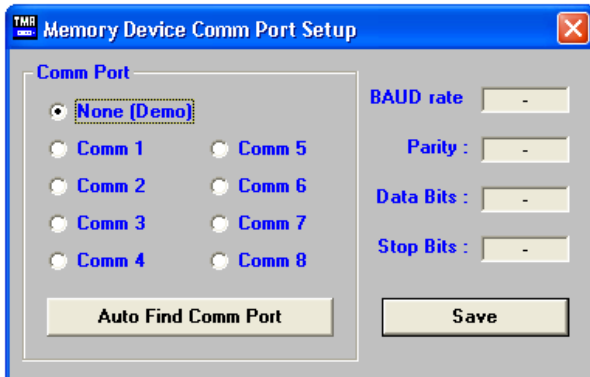 TMA
Memory Device Comm Port Setup
Comm Port
None (Demo)
Comm 1
Comm 2
Comm 3
Comm 4
Comm 5
Comm 6
Comm 7
Comm 8
Auto Find Comm Port
BAUD rate -
Parity : -
Data Bits : -
Stop Bits : -
Save